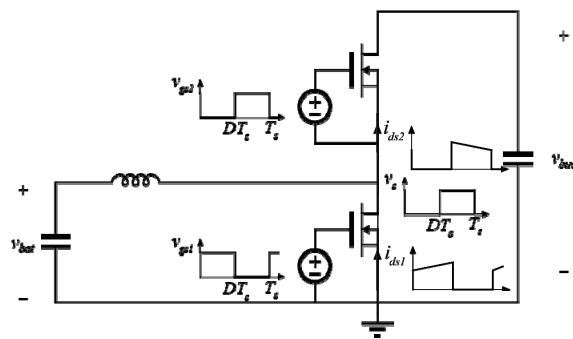 +
v_gs2
DT_s T_s
i_ds2
v_bus
+
v_s
DT_s T_s
v_bat
v_gs1
DT_s T_s
i_ds1
−
−